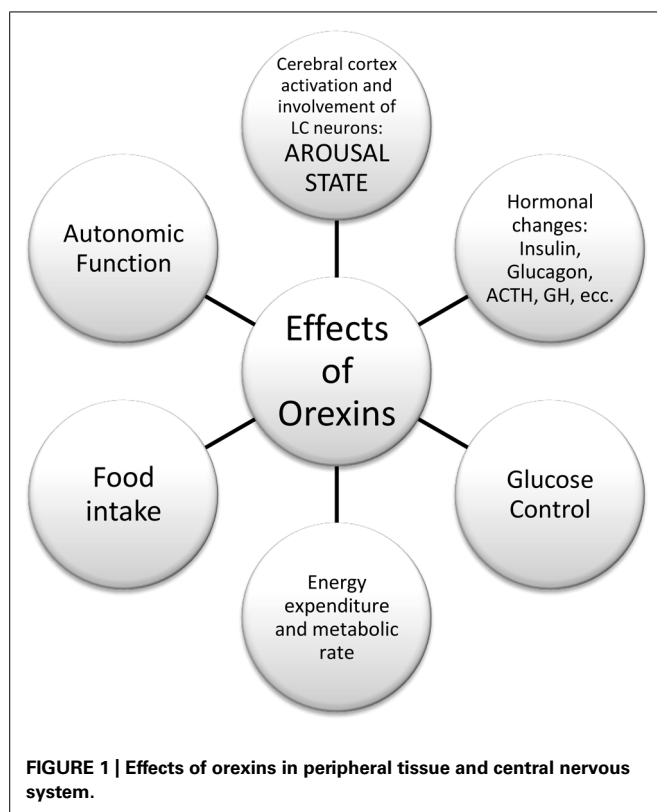 Cerebral cortex
activation and
involvement of
LC neurons:
AROUSAL
STATE
Hormonal
changes:
Insulin,
Glucagon,
ACTH, GH, ecc.
Glucose
Control
Energy
expenditure
and metabolic
rate
Food
intake
Autonomic
Function
Effects
of
Orexins
FIGURE 1 | Effects of orexins in peripheral tissue and central nervous
system.